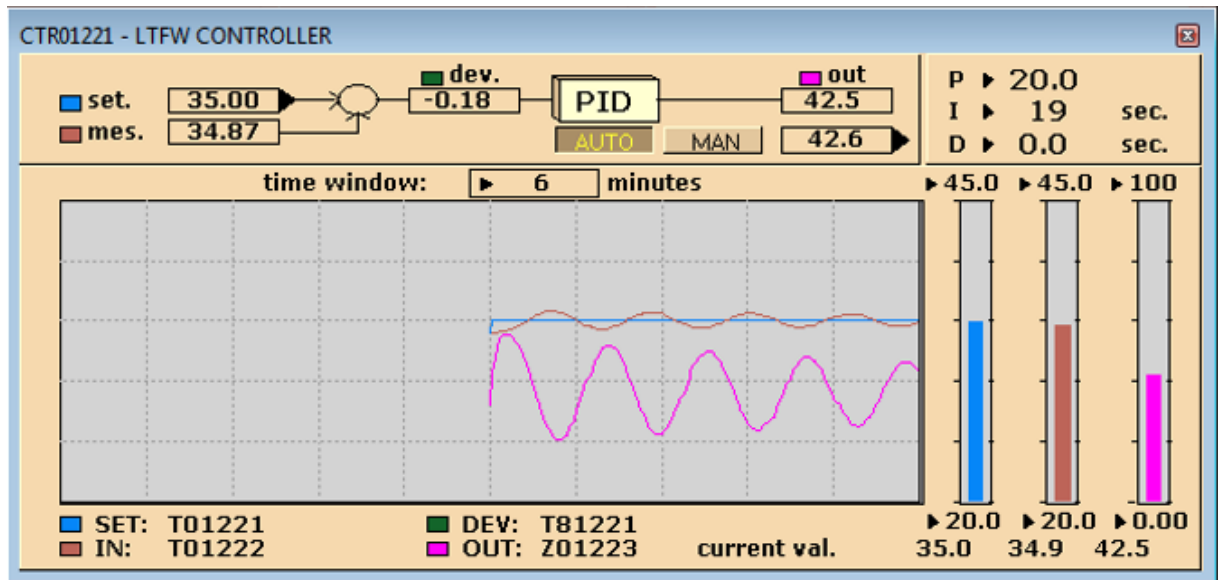 CTR01221 - LTFW CONTROLLER
dev. out
set. 35.00 -0.18 PID 42.5
mes. 34.87 AUTO MAN 42.6
P 20.0
I 19 sec.
D 0.0 sec.
time window: 6 minutes
45.0 45.0 100
20.0 20.0 0.00
SET: T01221 DEV: T81221
IN: T01222 OUT: Z01223 current val. 35.0 34.9 42.5